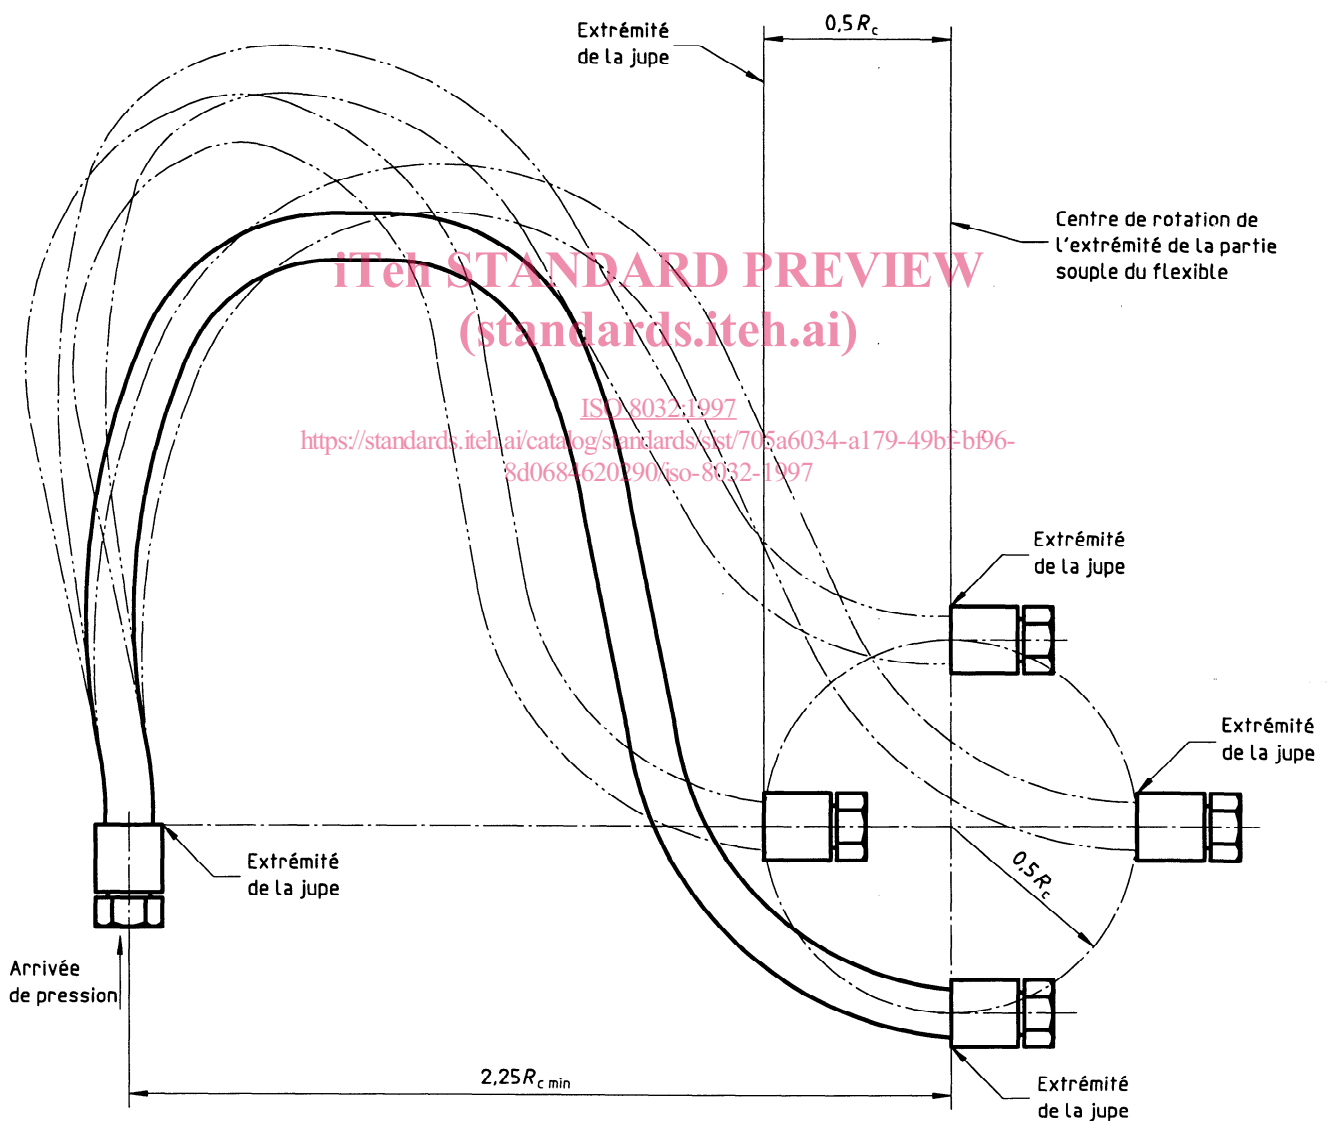 Extrémité
de la jupe
0,5 Rc
Centre de rotation de
l'extrémité de la partie
souple du flexible
iTeh STANDARD PREVIEW
(standards.iteh.ai)
ISO 8032:1997
https://standards.iteh.ai/catalog/standards/sist/705a6034-a179-49bf-bf96-
8d0684620290/iso-8032-1997
Extrémité
de la jupe
Extrémité
de la jupe
Extrémité
de la jupe
0,5 Rc
Arrivée
de pression
2,25 Rc min
Extrémité
de la jupe